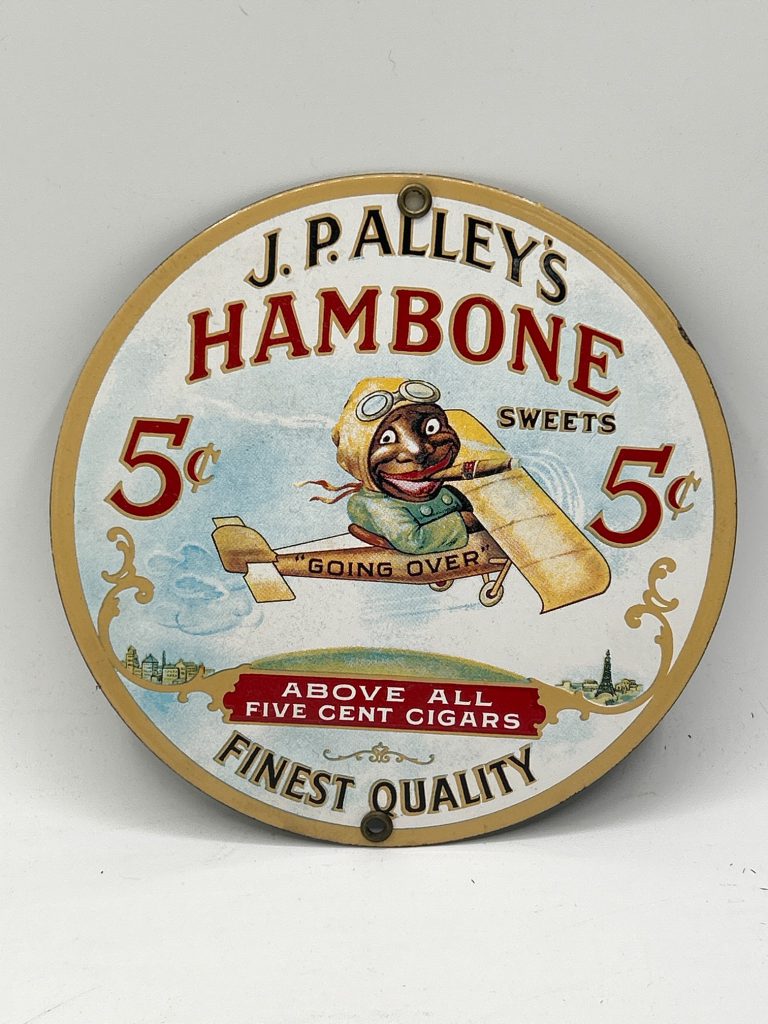 J. P. ALLEY'S
HAMBONE
SWEETS
5¢
5¢
"GOING OVER"
ABOVE ALL
FIVE CENT CIGARS
FINEST QUALITY